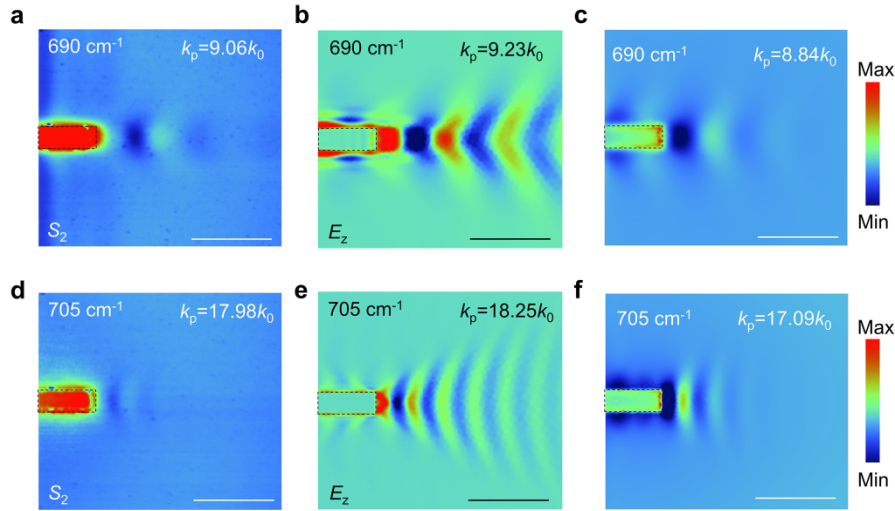 a
b
c
690 cm⁻¹ kₚ=9.06k₀
690 cm⁻¹ kₚ=9.23k₀
690 cm⁻¹ kₚ=8.84k₀
Max
Min
S₂
E_z
d
e
f
705 cm⁻¹ kₚ=17.98k₀
705 cm⁻¹ kₚ=18.25k₀
705 cm⁻¹ kₚ=17.09k₀
Max
Min
S₂
E_z